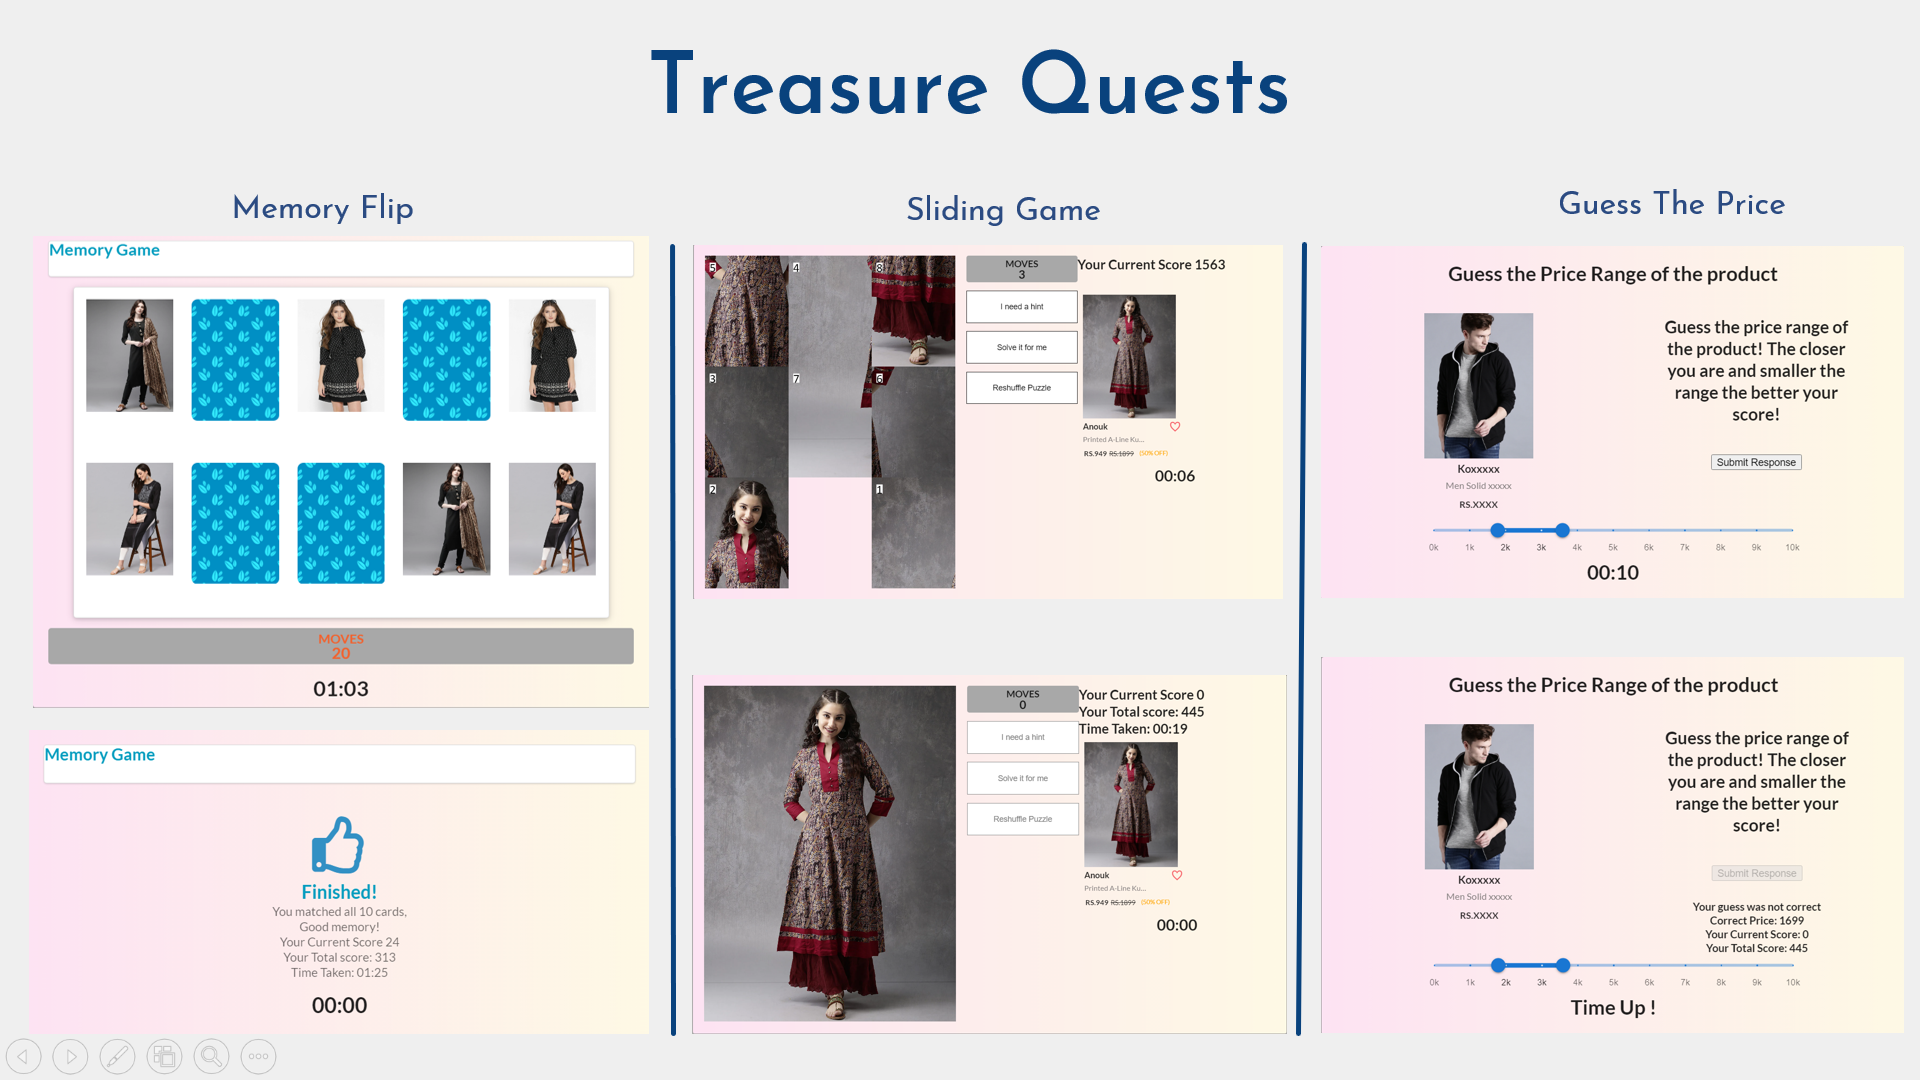 Treasure Quests
Memory Flip
Memory Game
MOVES
20
01:03
Memory Game
Finished!
You matched all 10 cards,
Good memory!
Your Current Score 24
Your Total score: 313
Time Taken: 01:25
00:00
Sliding Game
5
4
8
3
7
6
2
1
MOVES
3
I need a hint
Solve it for me
Reshuffle Puzzle
Your Current Score 1563
Anouk
Printed A-Line Ku...
RS.949 RS.1899 (50% OFF)
00:06
MOVES
0
I need a hint
Solve it for me
Reshuffle Puzzle
Your Current Score 0
Your Total score: 445
Time Taken: 00:19
Anouk
Printed A-Line Ku...
RS.949 RS.1899 (50% OFF)
00:00
Guess The Price
Guess the Price Range of the product
Koxxxxx
Men Solid xxxxx
RS.XXXX
Guess the price range of
the product! The closer
you are and smaller the
range the better your
score!
Submit Response
0k 1k 2k 3k 4k 5k 6k 7k 8k 9k 10k
00:10
Guess the Price Range of the product
Koxxxxx
Men Solid xxxxx
RS.XXXX
Guess the price range of
the product! The closer
you are and smaller the
range the better your
score!
Submit Response
Your guess was not correct
Correct Price: 1699
Your Current Score: 0
Your Total Score: 445
0k 1k 2k 3k 4k 5k 6k 7k 8k 9k 10k
Time Up !